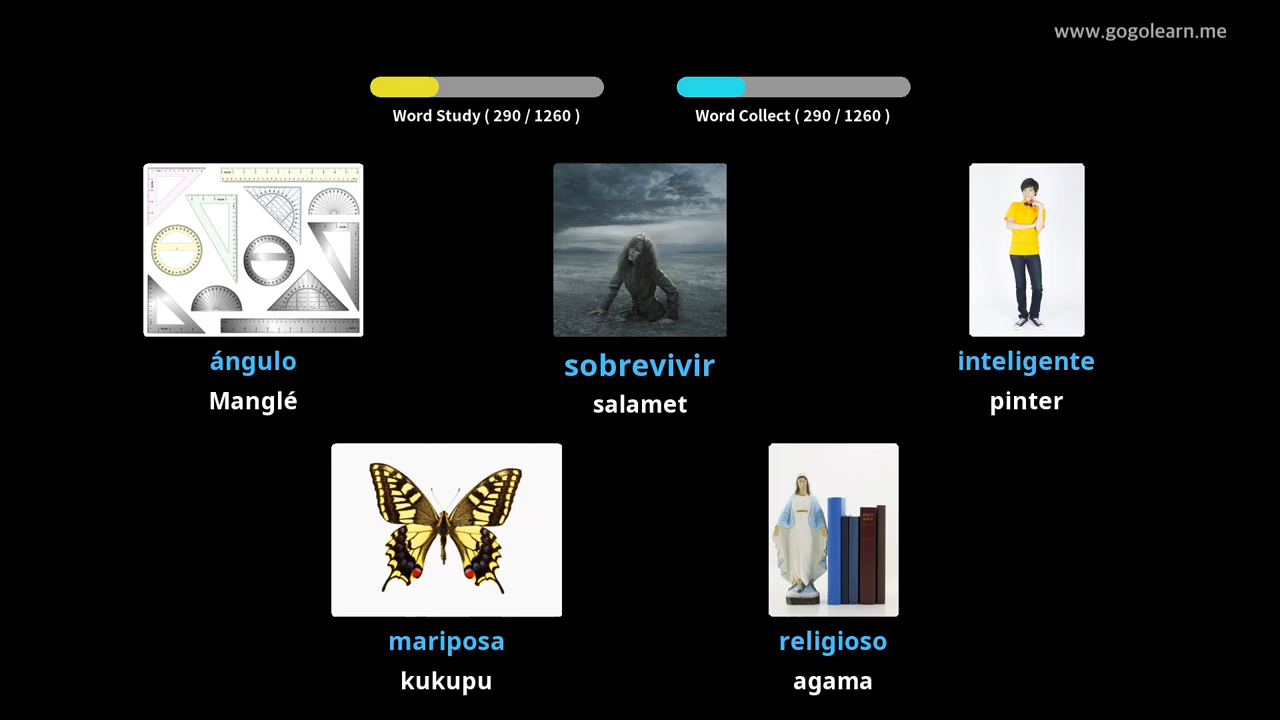 www.gogolearn.me
Word Study ( 290 / 1260 )
Word Collect ( 290 / 1260 )
ángulo
Manglé
sobrevivir
salamet
inteligente
pinter
mariposa
kukupu
religioso
agama